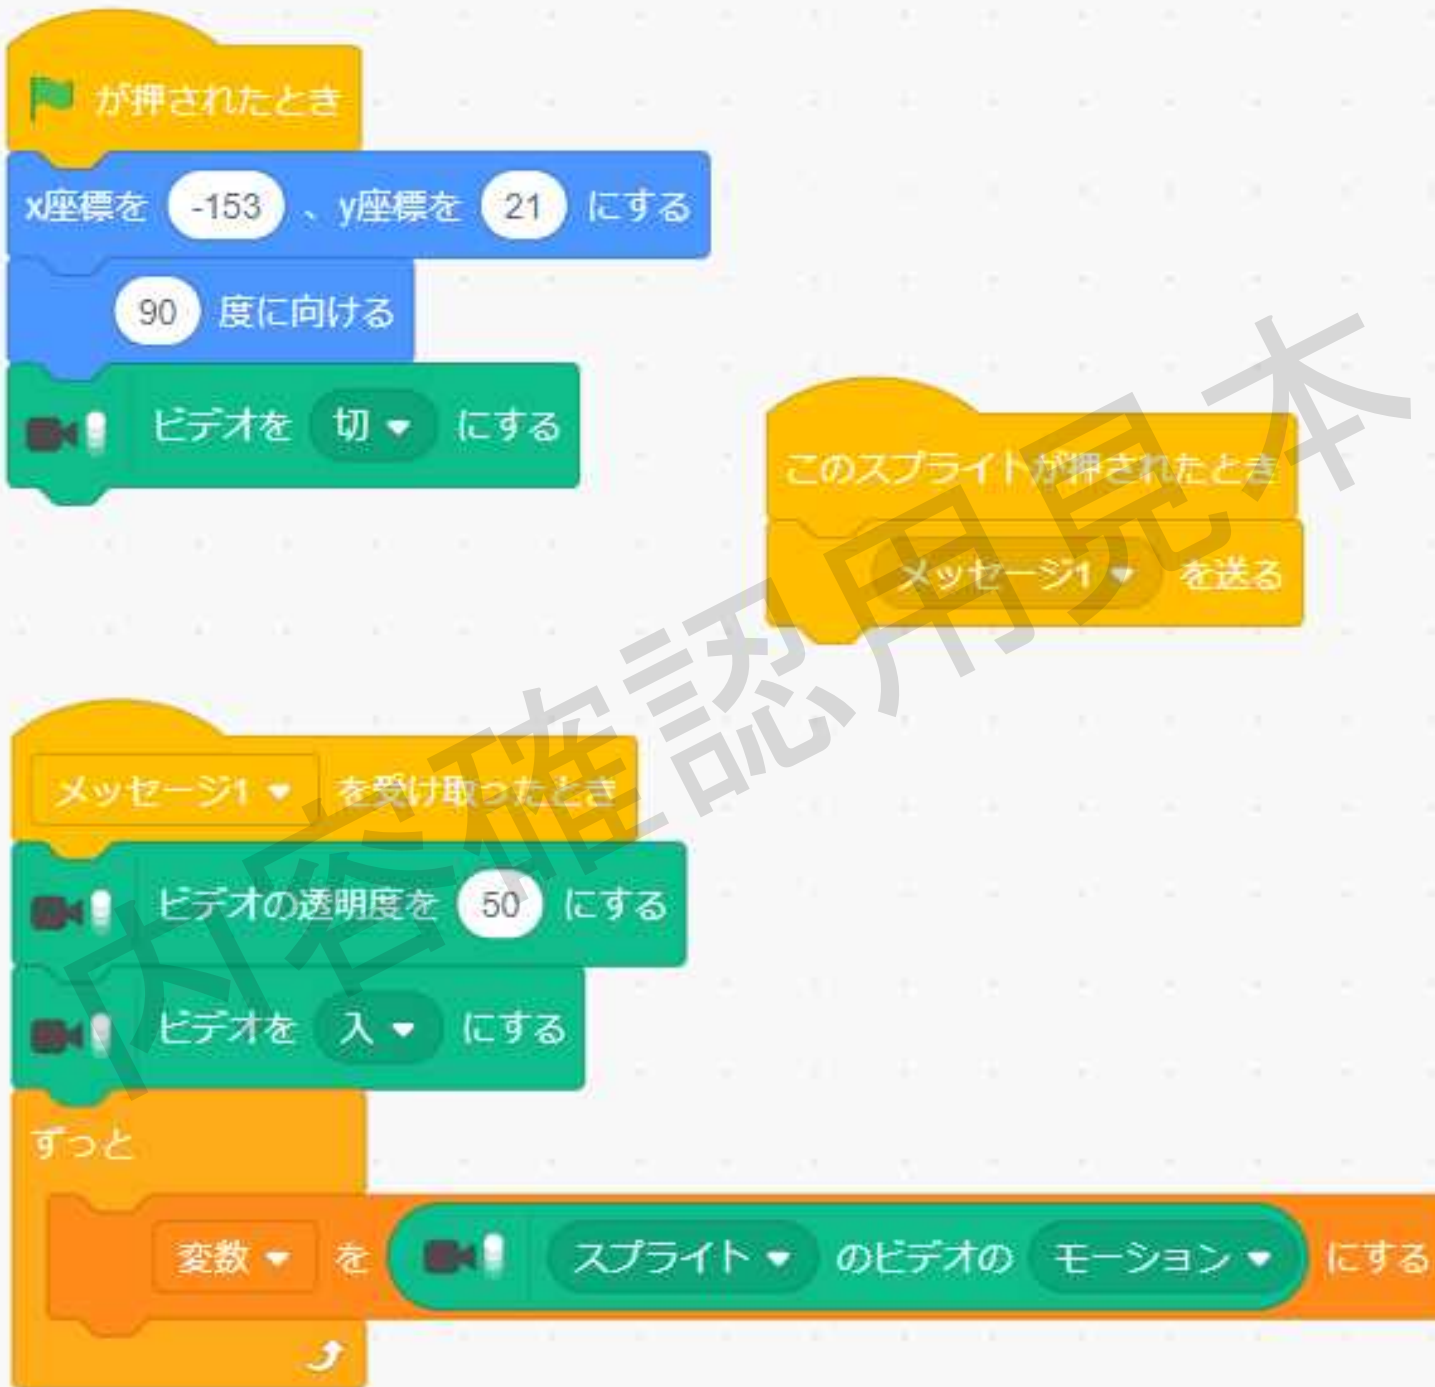 が押されたとき
x座標を -153 、y座標を 21 にする
90 度に向ける
ビデオを 切 にする
このスプライトが押されたとき
メッセージ1 を送る
メッセージ1 を受け取ったとき
ビデオの透明度を 50 にする
ビデオを 入 にする
ずっと
変数 を スプライト のビデオの モーション にする
内容確認用見本